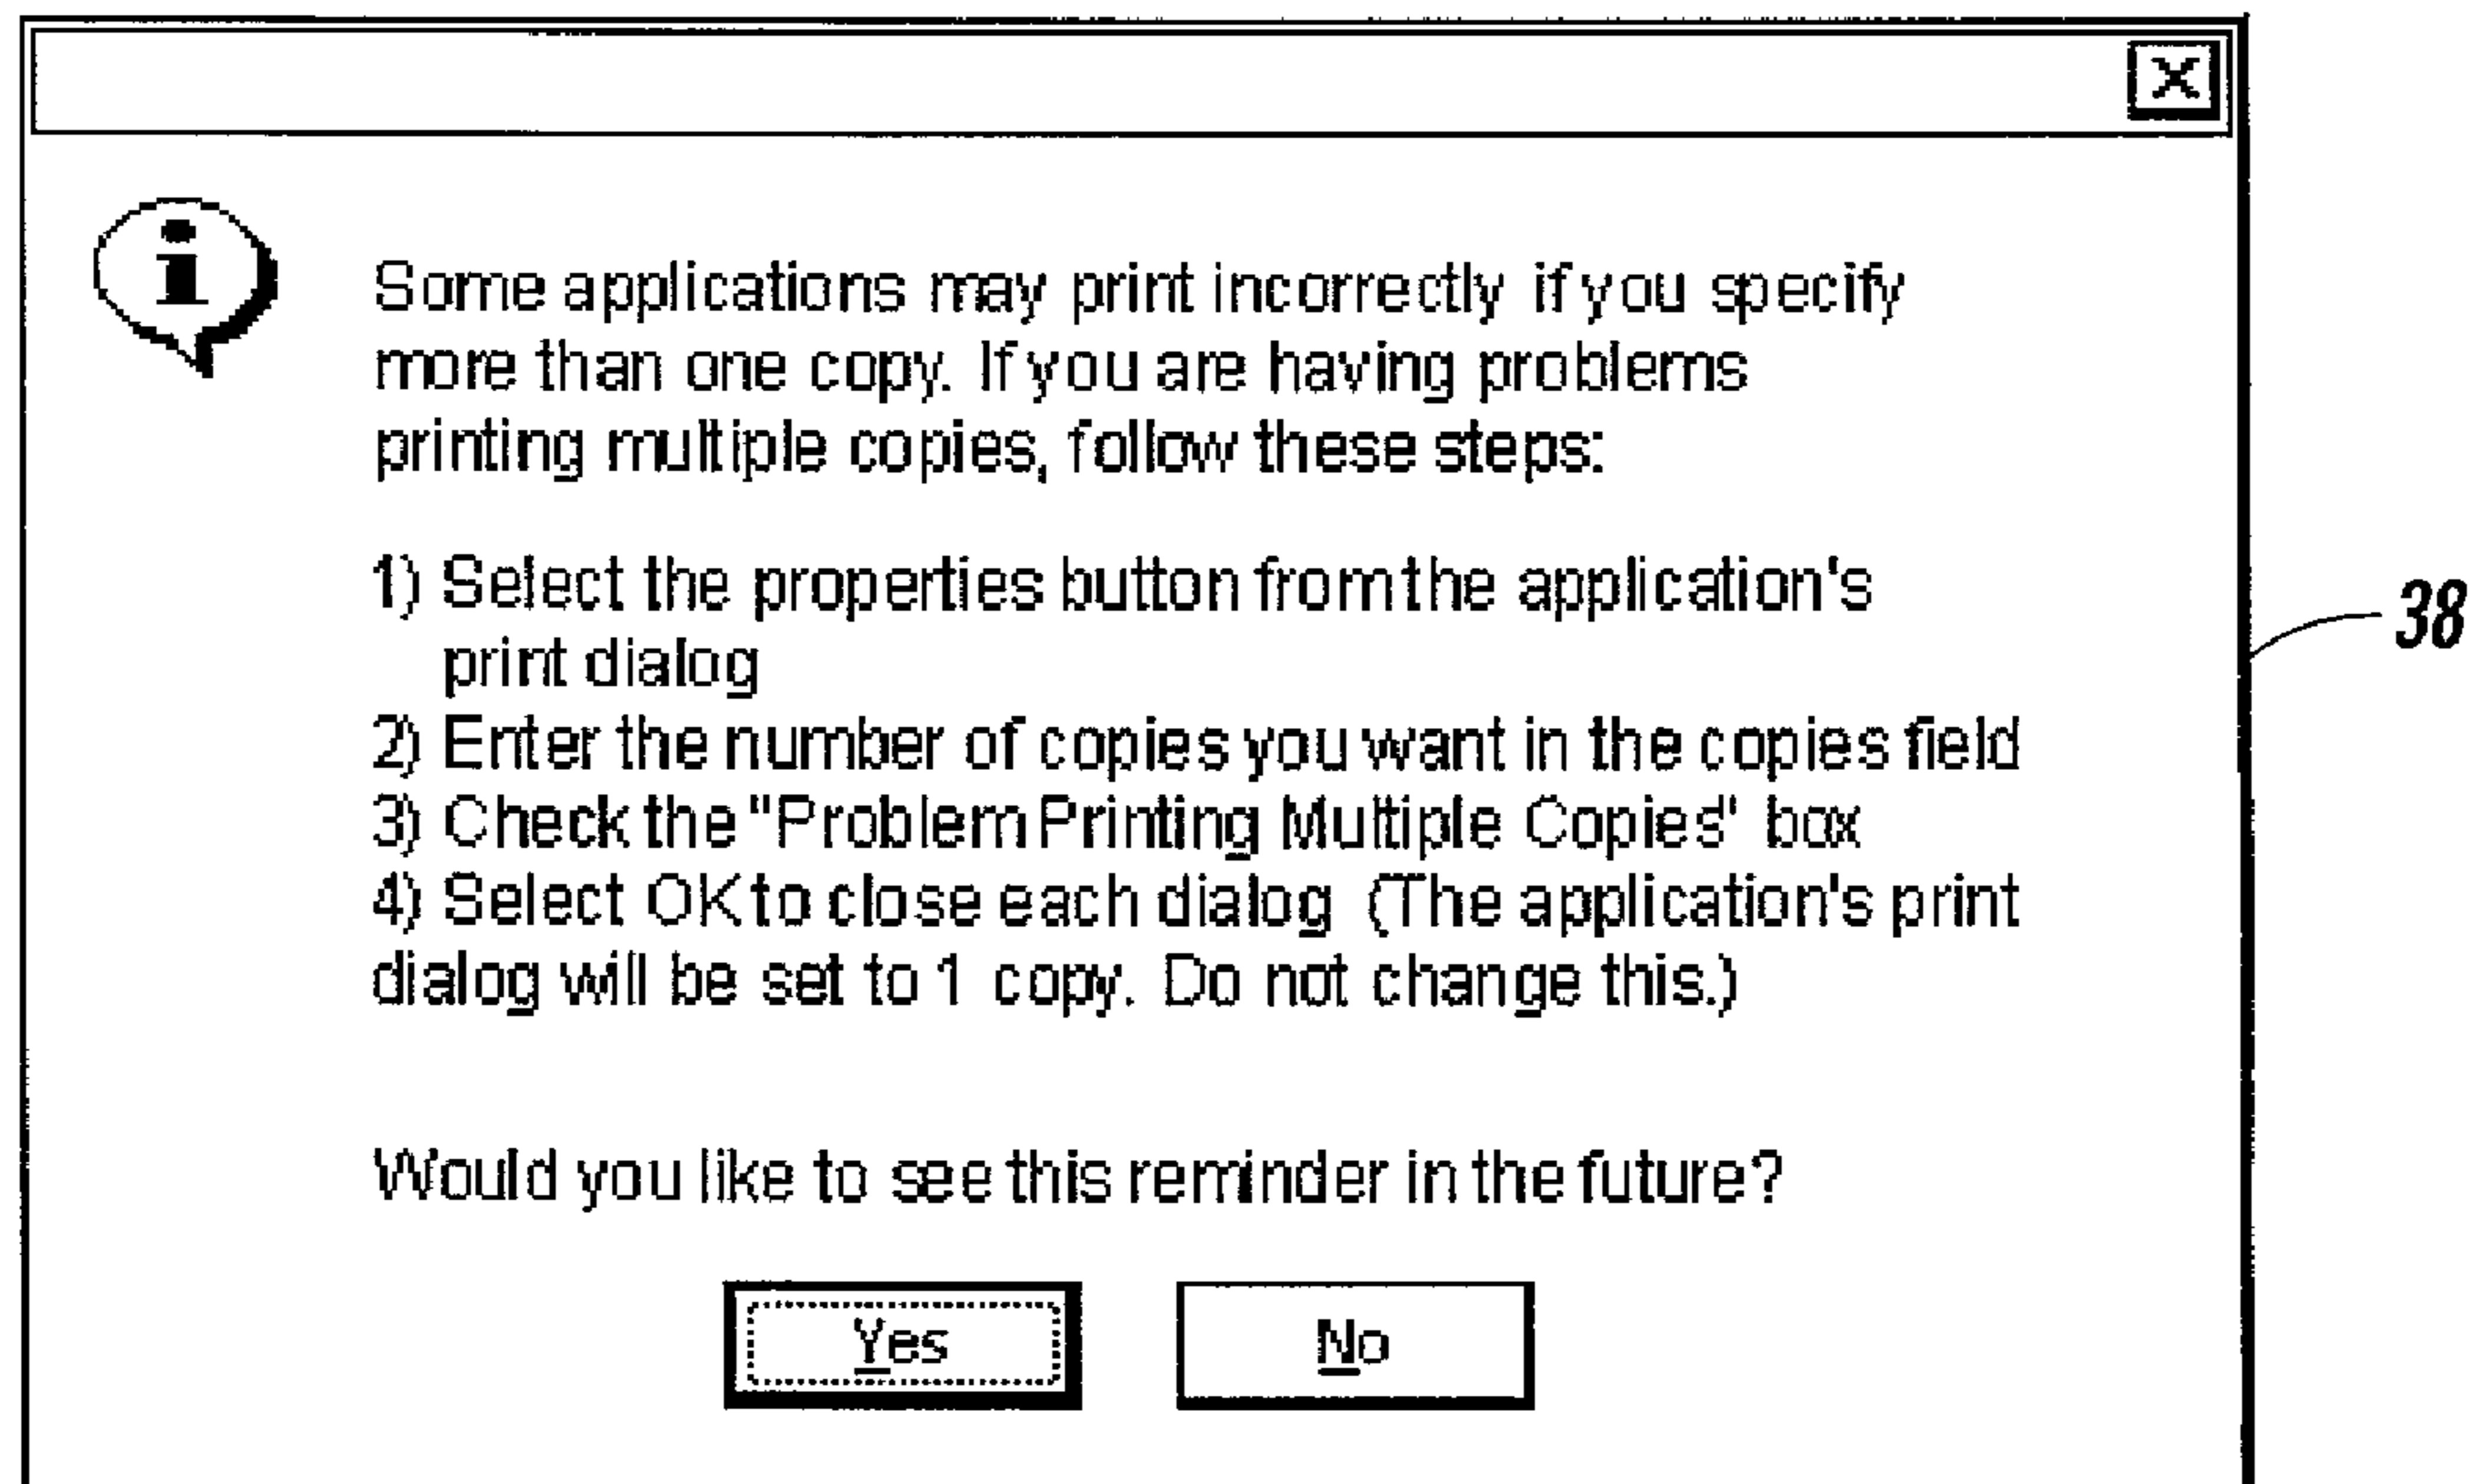 Some applications may print incorrectly if you specify
more than one copy. If you are having problems
printing multiple copies, follow these steps:
1) Select the properties button from the application's
print dialog
38
2) Enter the number of copies you want in the copies field
3) Check the "Problem Printing Multiple Copies" box
4) Select OK to close each dialog (The application's print
dialog will be set to 1 copy. Do not change this.)
Would you like to see this reminder in the future?
Yes No